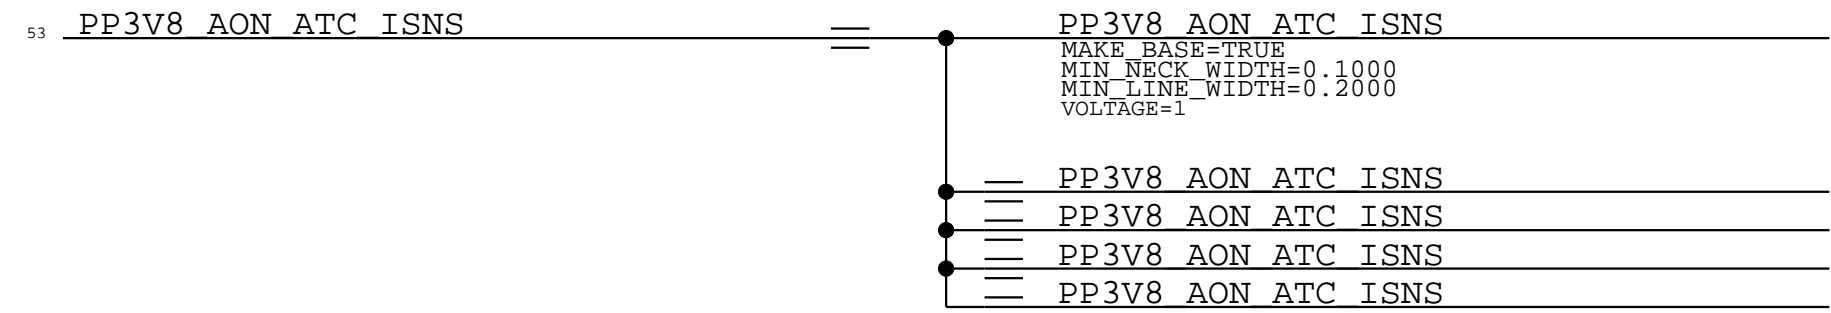 53 PP3V8_AON_ATC_ISNS PP3V8_AON_ATC_ISNS
MAKE_BASE=TRUE
MIN_NECK_WIDTH=0.1000
MIN_LINE_WIDTH=0.2000
VOLTAGE=1
PP3V8_AON_ATC_ISNS
PP3V8_AON_ATC_ISNS
PP3V8_AON_ATC_ISNS
PP3V8_AON_ATC_ISNS